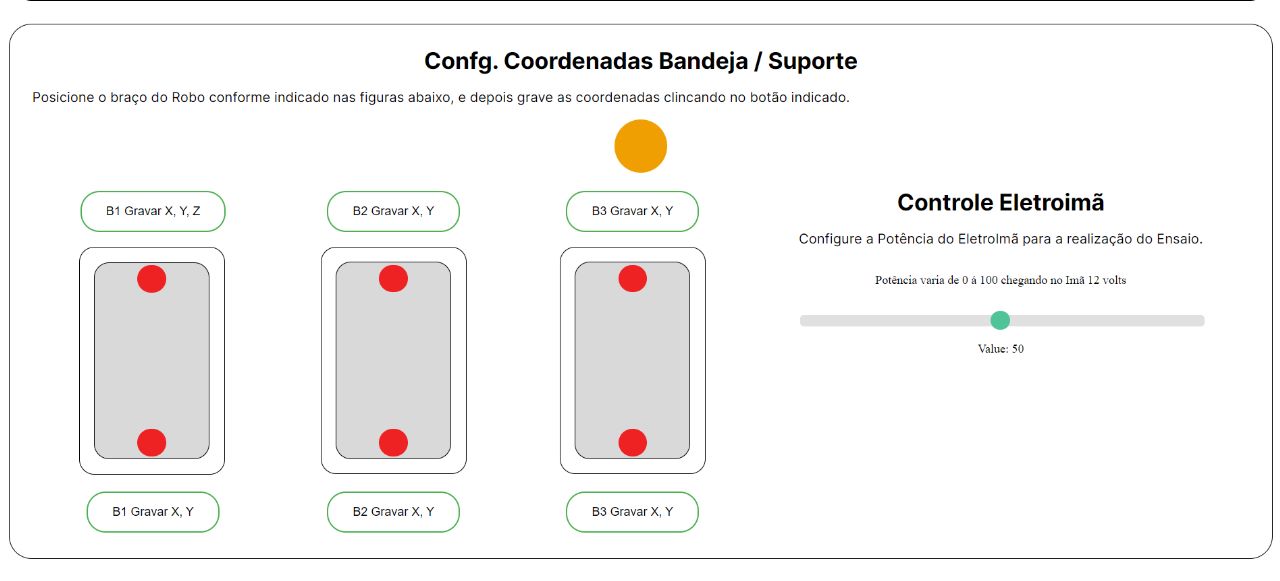 Confg. Coordenadas Bandeja / Suporte
Posicione o braço do Robo conforme indicado nas figuras abaixo, e depois grave as coordenadas clincando no botão indicado.
B1 Gravar X, Y, Z
B2 Gravar X, Y
B3 Gravar X, Y
B1 Gravar X, Y
B2 Gravar X, Y
B3 Gravar X, Y
Controle Eletroimã
Configure a Potência do EletroImã para a realização do Ensaio.
Potência varia de 0 á 100 chegando no Imã 12 volts
Value: 50